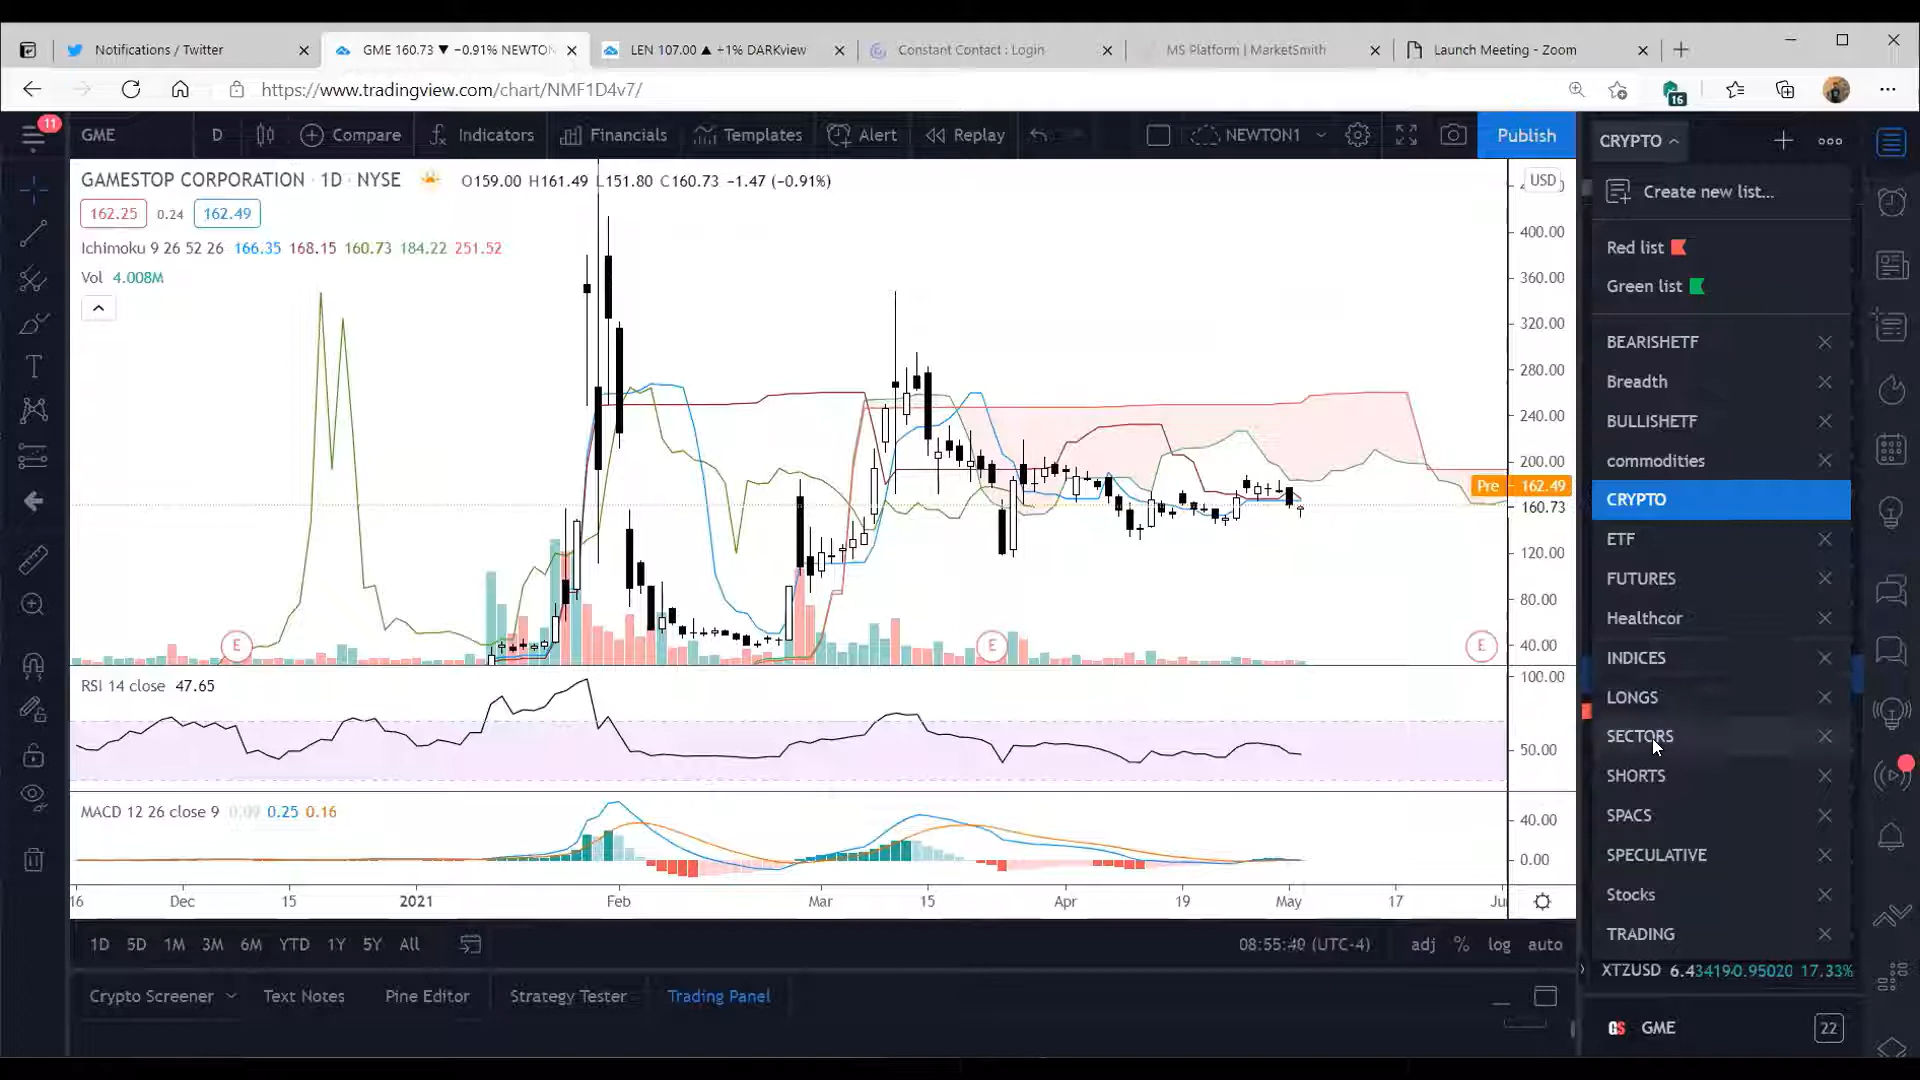 Notifications / Twitter
GME 160.73 ▼ −0.91% NEWTON
LEN 107.00 ▲ +1% DARKview
Constant Contact : Login
MS Platform | MarketSmith
Launch Meeting - Zoom
https://www.tradingview.com/chart/NMF1D4v7/
16
11
GME
D
Compare
Indicators
Financials
Templates
Alert
Replay
NEWTON1
Publish
CRYPTO
GAMESTOP CORPORATION · 1D · NYSE
O159.00 H161.49 L151.80 C160.73 −1.47 (−0.91%)
USD
162.25
0.24
162.49
Ichimoku 9 26 52 26 166.35 168.15 160.73 184.22 251.52
Vol 4.008M
400.00
360.00
320.00
280.00
240.00
200.00
Pre 162.49
160.73
120.00
80.00
40.00
E
E
E
RSI 14 close 47.65
100.00
50.00
MACD 12 26 close 9 0.09 0.25 0.16
40.00
0.00
16
Dec
15
2021
Feb
Mar
15
Apr
19
May
17
Ju
1D
5D
1M
3M
6M
YTD
1Y
5Y
All
08:55:40 (UTC-4)
adj
%
log
auto
Crypto Screener
Text Notes
Pine Editor
Strategy Tester
Trading Panel
Create new list...
Red list
Green list
BEARISHETF
Breadth
BULLISHETF
commodities
CRYPTO
ETF
FUTURES
Healthcor
INDICES
LONGS
SECTORS
SHORTS
SPACS
SPECULATIVE
Stocks
TRADING
XTZUSD 6.43419 0.95020 17.33%
GME
22